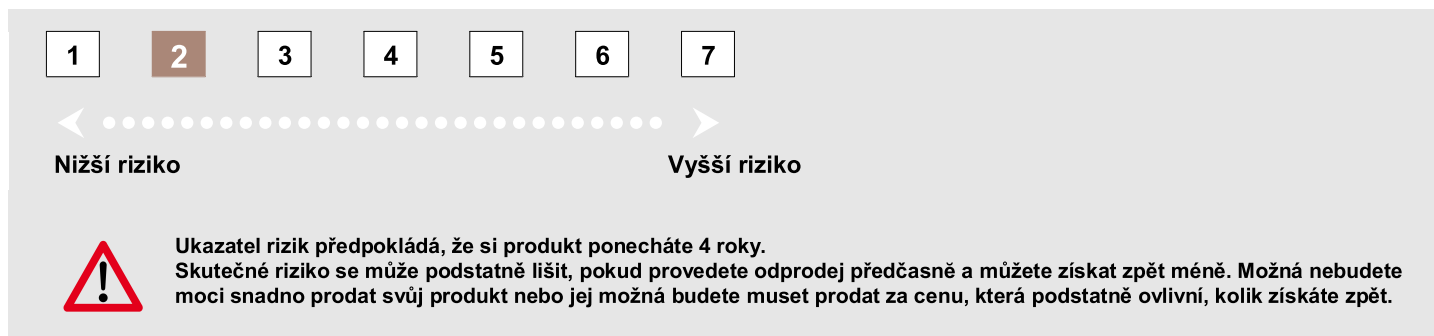 1 2 3 4 5 6 7
Nižší riziko Vyšší riziko
Ukazatel rizik předpokládá, že si produkt ponecháte 4 roky.
Skutečné riziko se může podstatně lišit, pokud provedete odprodej předčasně a můžete získat zpět méně. Možná nebudete
moci snadno prodat svůj produkt nebo jej možná budete muset prodat za cenu, která podstatně ovlivní, kolik získáte zpět.